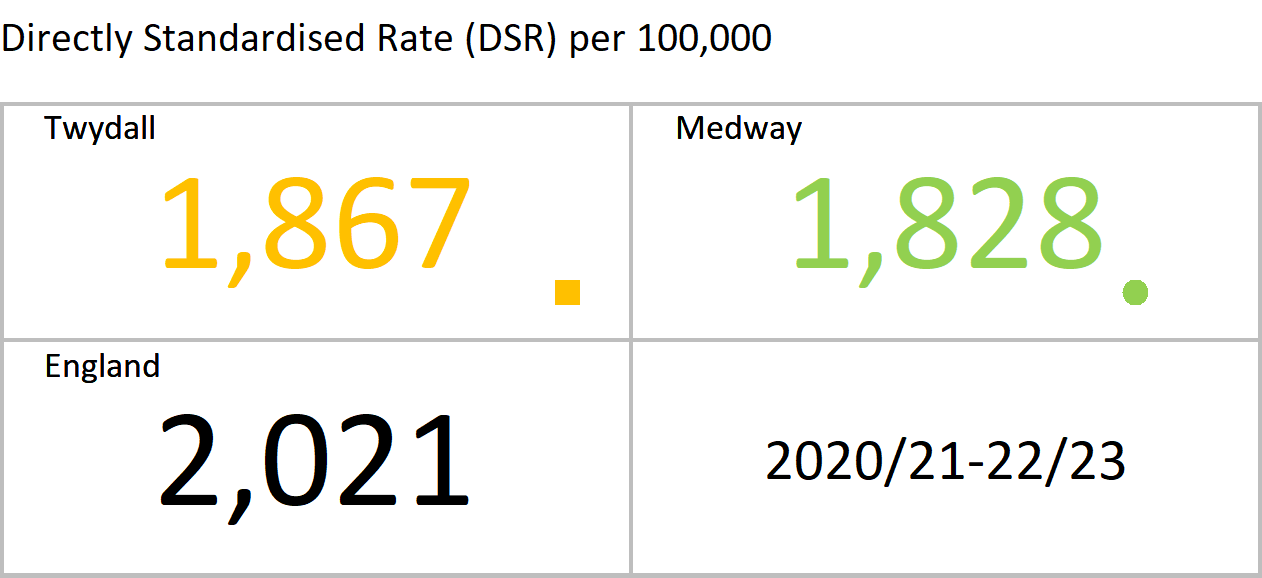 Directly Standardised Rate (DSR) per 100,000
Twydall
1,867
Medway
1,828
England
2,021
2020/21-22/23